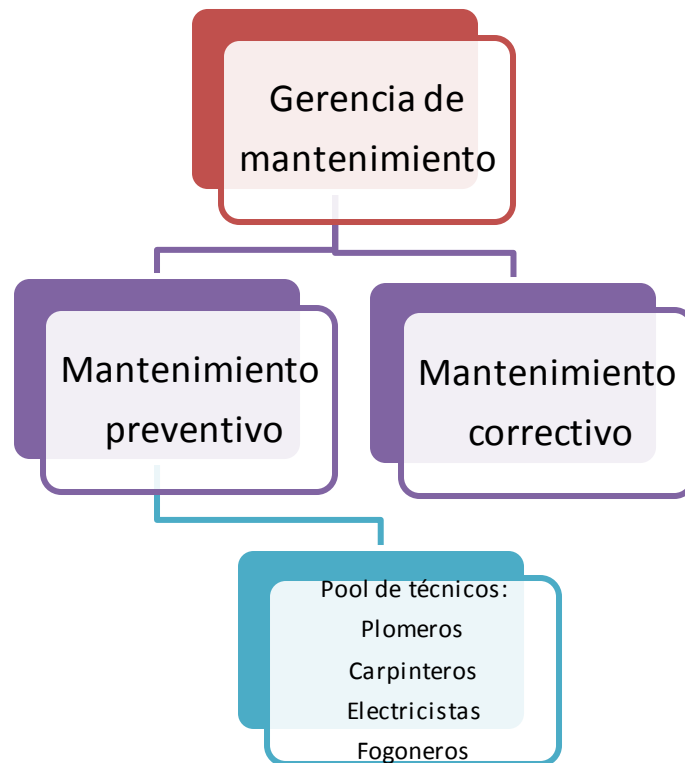 Gerencia de
mantenimiento
Mantenimiento
preventivo
Mantenimiento
correctivo
Pool de técnicos:
Plomeros
Carpinteros
Electricistas
Fogoneros